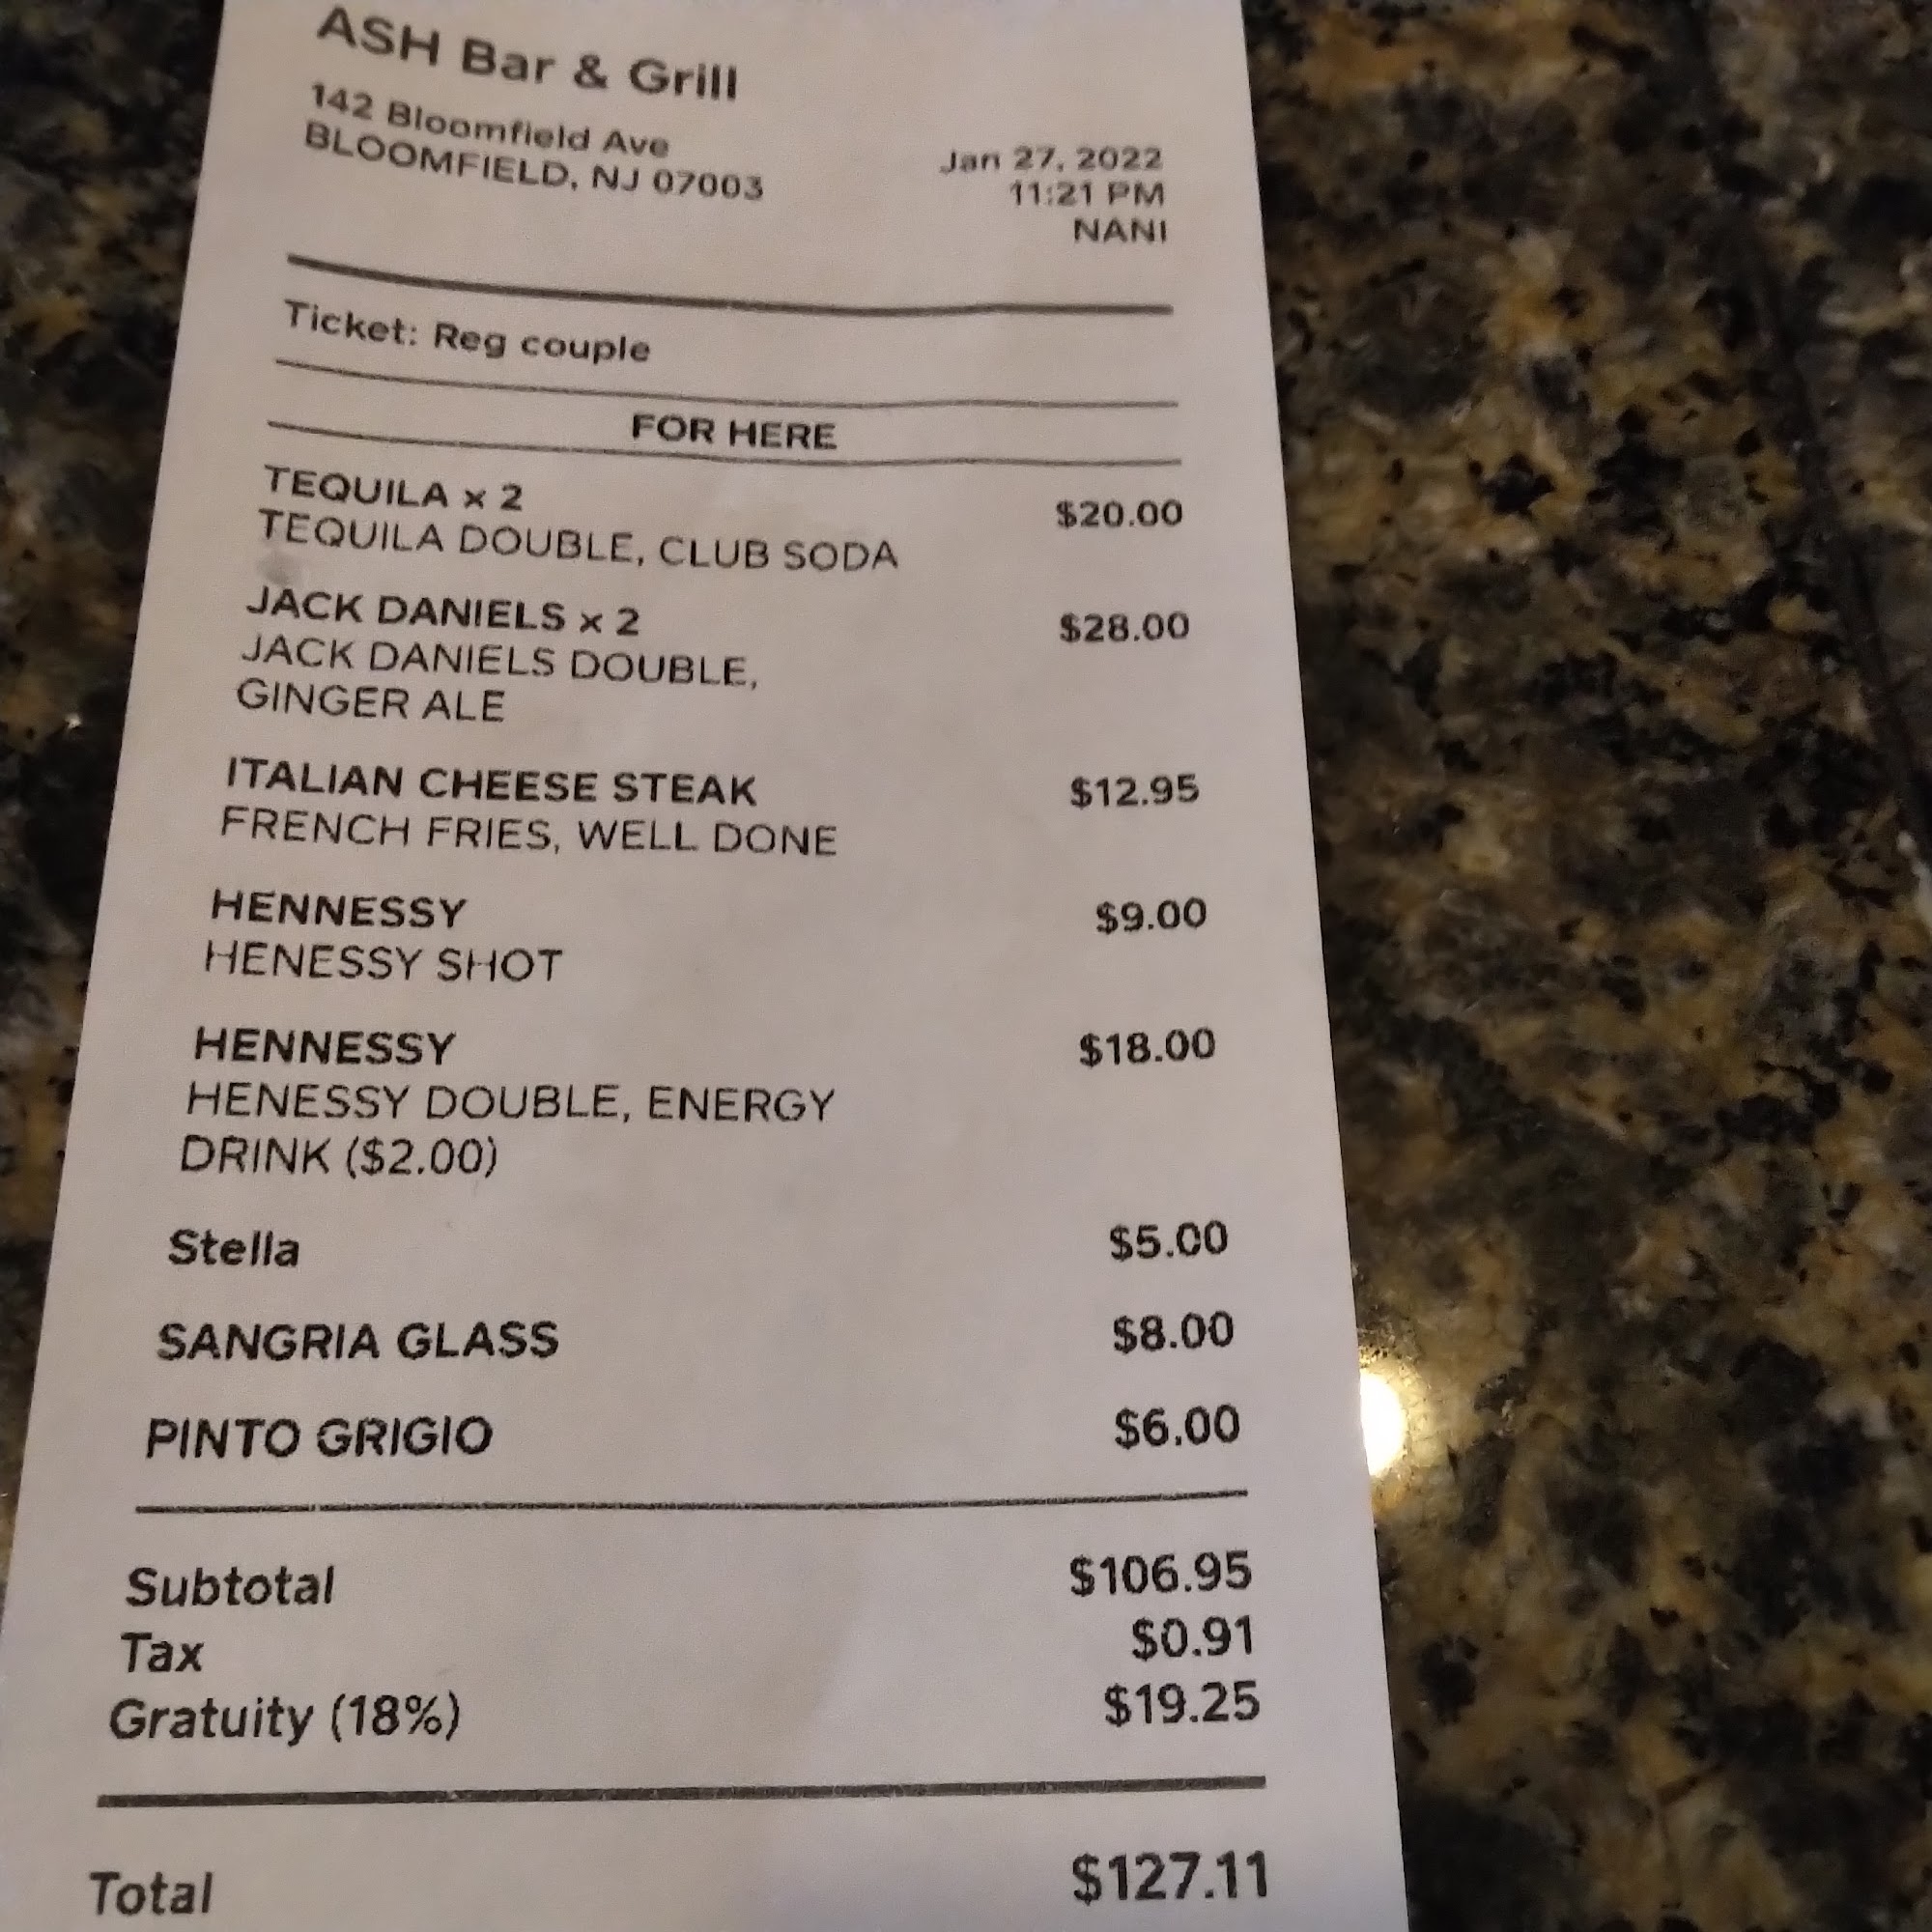 ASH Bar & Grill
142 Bloomfield Ave
BLOOMFIELD, NJ 07003
Jan 27, 2022
11:21 PM
NANI
Ticket: Reg couple
FOR HERE
TEQUILA x 2 $20.00
TEQUILA DOUBLE, CLUB SODA
JACK DANIELS x 2 $28.00
JACK DANIELS DOUBLE,
GINGER ALE
ITALIAN CHEESE STEAK $12.95
FRENCH FRIES, WELL DONE
HENNESSY $9.00
HENESSY SHOT
HENNESSY $18.00
HENESSY DOUBLE, ENERGY
DRINK ($2.00)
Stella $5.00
SANGRIA GLASS $8.00
PINTO GRIGIO $6.00
Subtotal $106.95
Tax $0.91
Gratuity (18%) $19.25
Total $127.11